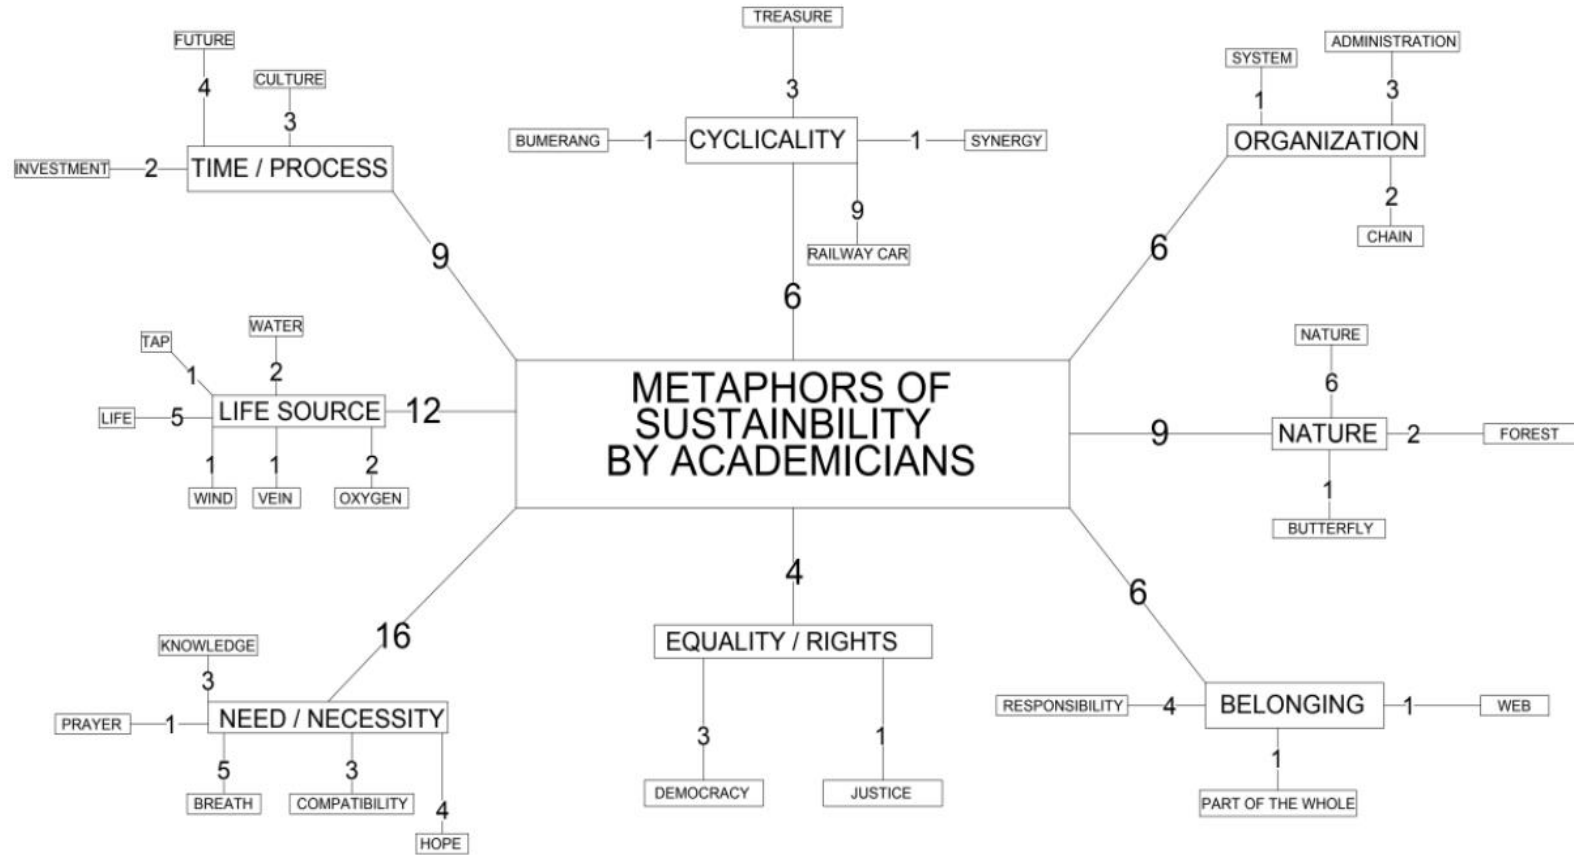 TREASURE
FUTURE
ADMINISTRATION
SYSTEM
CULTURE
4
3
1
3
3
BUMERANG
1
CYCLICALITY
1
SYNERGY
ORGANIZATION
INVESTMENT
2
TIME / PROCESS
9
2
RAILWAY CAR
CHAIN
9
6
6
WATER
TAP
NATURE
1
2
6
LIFE
5
LIFE SOURCE
12
METAPHORS OF
SUSTAINBILITY
BY ACADEMICIANS
9
NATURE
2
FOREST
1
1
2
1
WIND
VEIN
OXYGEN
BUTTERFLY
4
6
16
KNOWLEDGE
3
EQUALITY / RIGHTS
PRAYER
1
NEED / NECESSITY
RESPONSIBILITY
4
BELONGING
1
WEB
5
3
4
3
1
1
BREATH
COMPATIBILITY
HOPE
DEMOCRACY
JUSTICE
PART OF THE WHOLE